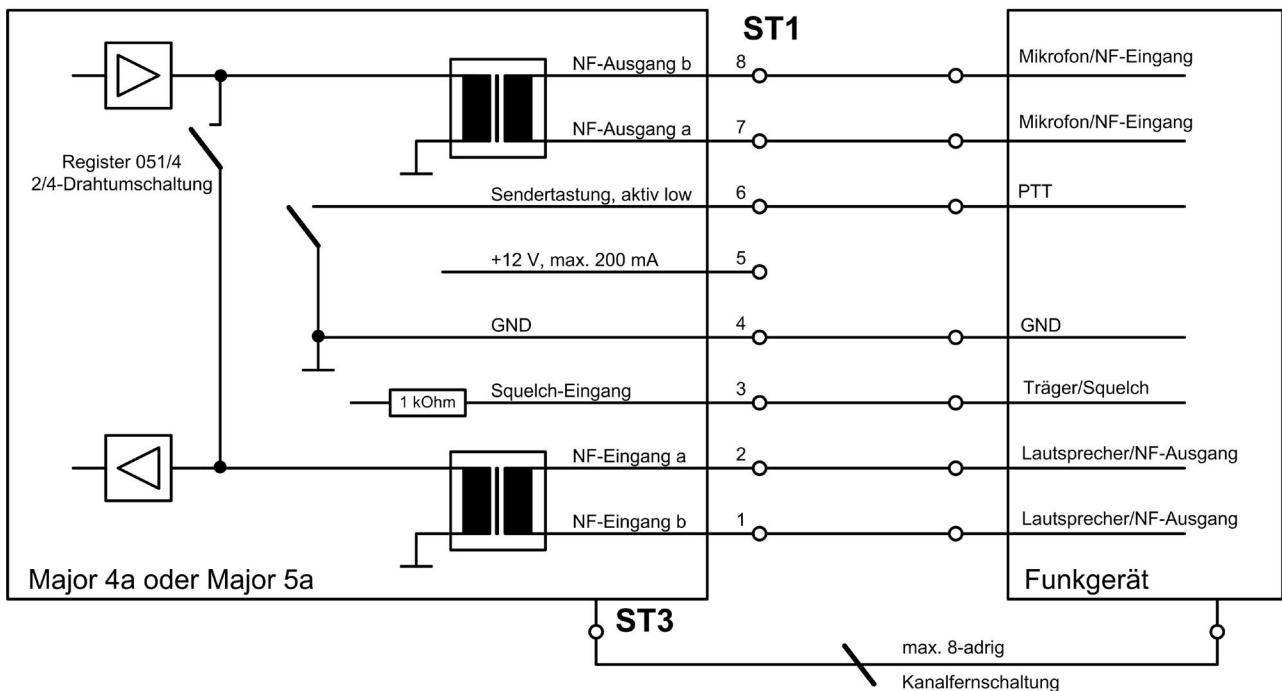 ST1
NF-Ausgang b
8
Mikrofon/NF-Eingang
NF-Ausgang a
7
Mikrofon/NF-Eingang
Register 051/4
2/4-Drahtumschaltung
Sendertastung, aktiv low
6
PTT
+12 V, max. 200 mA
5
GND
4
GND
1 kOhm
Squelch-Eingang
3
Träger/Squelch
NF-Eingang a
2
Lautsprecher/NF-Ausgang
NF-Eingang b
1
Lautsprecher/NF-Ausgang
Major 4a oder Major 5a
Funkgerät
ST3
max. 8-adrig
Kanalfernschaltung